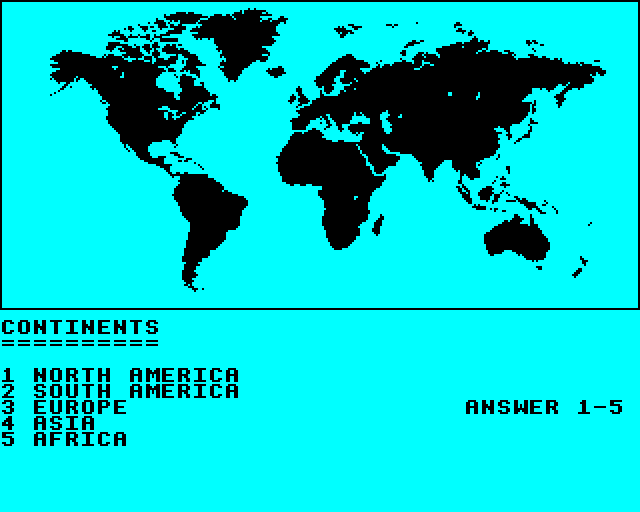 CONTINENTS
==========
1 NORTH AMERICA
2 SOUTH AMERICA
3 EUROPE ANSWER 1-5
4 ASIA
5 AFRICA